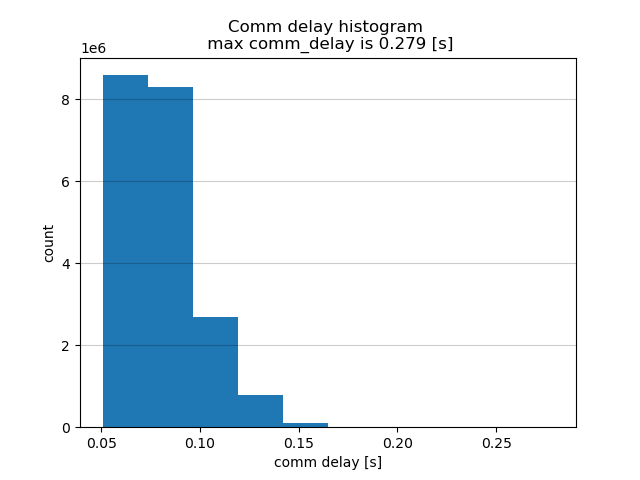 Comm delay histogram
max comm_delay is 0.279 [s]
1e6
8
6
4
2
0
count
0.05 0.10 0.15 0.20 0.25
comm delay [s]